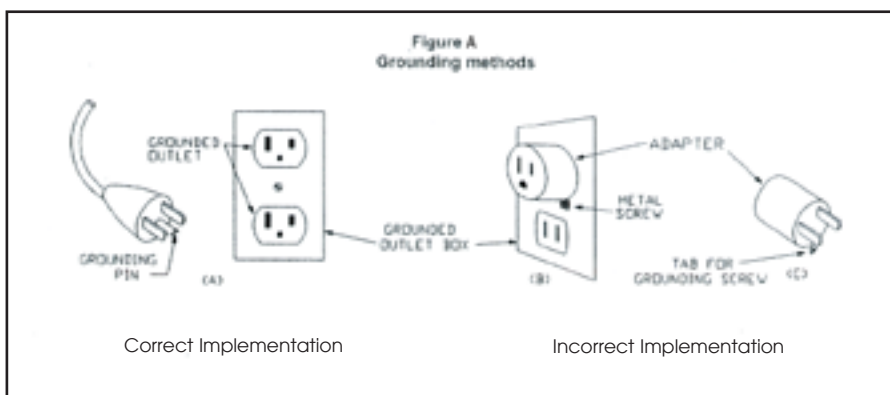 Figure A
Grounding methods
GROUNDED
OUTLET
GROUNDING
PIN
(A)
GROUNDED
OUTLET BOX
ADAPTER
METAL
SCREW
(B)
TAB FOR
GROUNDING SCREW
(C)
Correct Implementation
Incorrect Implementation